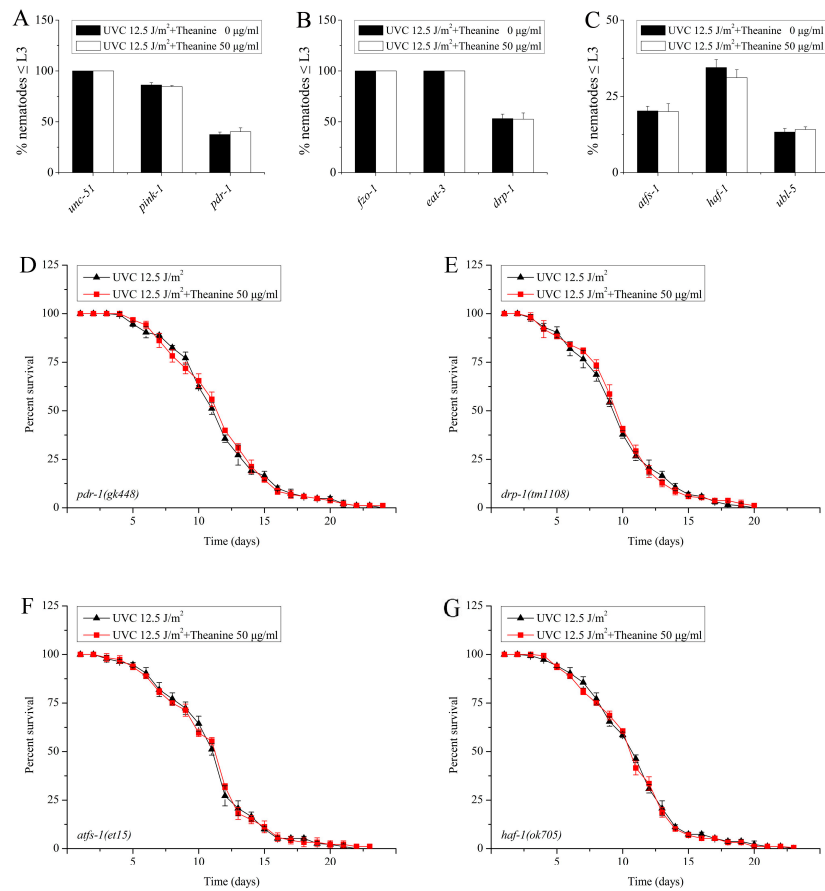 A
UVC 12.5 J/m²+Theanine 0 μg/ml
UVC 12.5 J/m²+Theanine 50 μg/ml
% nematodes ≤ L3
150
100
50
0
unc-51
pink-1
pdr-1
B
UVC 12.5 J/m²+Theanine 0 μg/ml
UVC 12.5 J/m²+Theanine 50 μg/ml
% nematodes ≤ L3
150
100
50
0
fzo-1
eat-3
drp-1
C
UVC 12.5 J/m²+Theanine 0 μg/ml
UVC 12.5 J/m²+Theanine 50 μg/ml
% nematodes ≤ L3
50
25
0
atfs-1
haf-1
ubl-5
D
UVC 12.5 J/m²
UVC 12.5 J/m²+Theanine 50 μg/ml
Percent survival
125
100
75
50
25
0
pdr-1(gk448)
5
10
15
20
Time (days)
E
UVC 12.5 J/m²
UVC 12.5 J/m²+Theanine 50 μg/ml
Percent survival
125
100
75
50
25
0
drp-1(tm1108)
5
10
15
20
Time (days)
F
UVC 12.5 J/m²
UVC 12.5 J/m²+Theanine 50 μg/ml
Percent survival
125
100
75
50
25
0
atfs-1(et15)
5
10
15
20
Time (days)
G
UVC 12.5 J/m²
UVC 12.5 J/m²+Theanine 50 μg/ml
Percent survival
125
100
75
50
25
0
haf-1(ok705)
5
10
15
20
Time (days)